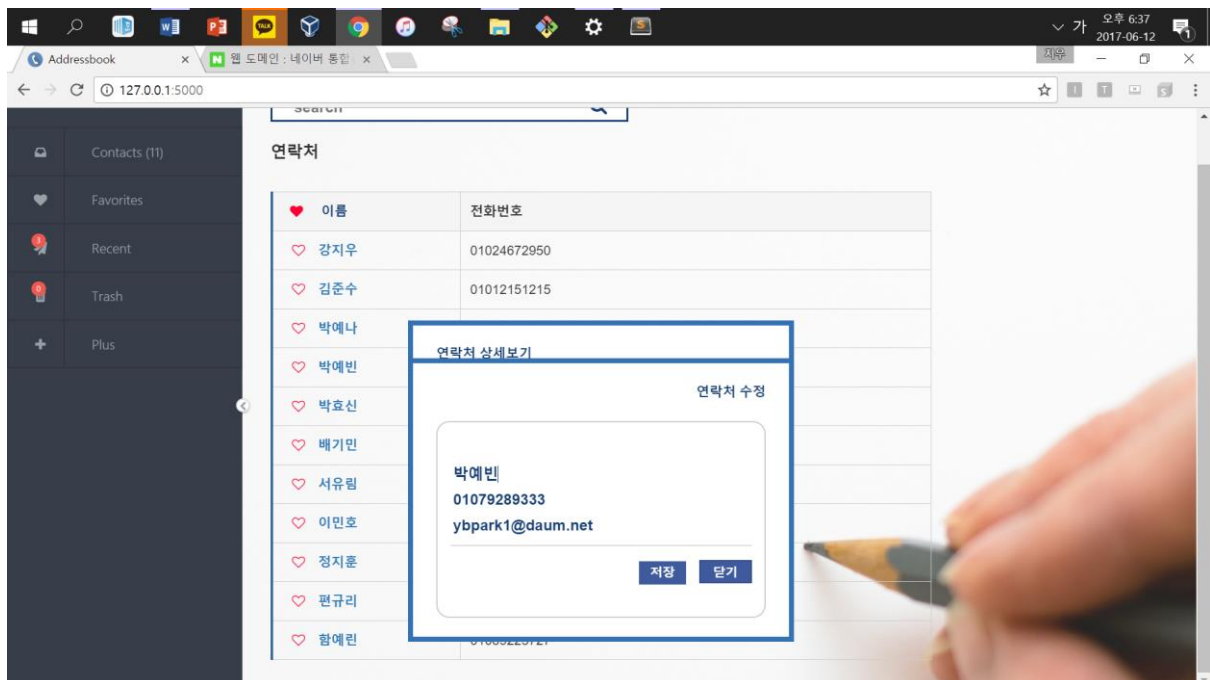 TALK
가
오후 6:37
2017-06-12
1
Addressbook
웹 도메인 : 네이버 통합
지우
127.0.0.1:5000
search
Contacts (11)
연락처
Favorites
이름 전화번호
3
Recent
강지우 01024672950
0
Trash
김준수 01012151215
Plus
박예나
연락처 상세보기
박예빈
연락처 수정
박효신
배기민
서유림
이민호
정지훈
편규리
함예린
박예빈
01079289333
ybpark1@daum.net
저장 닫기